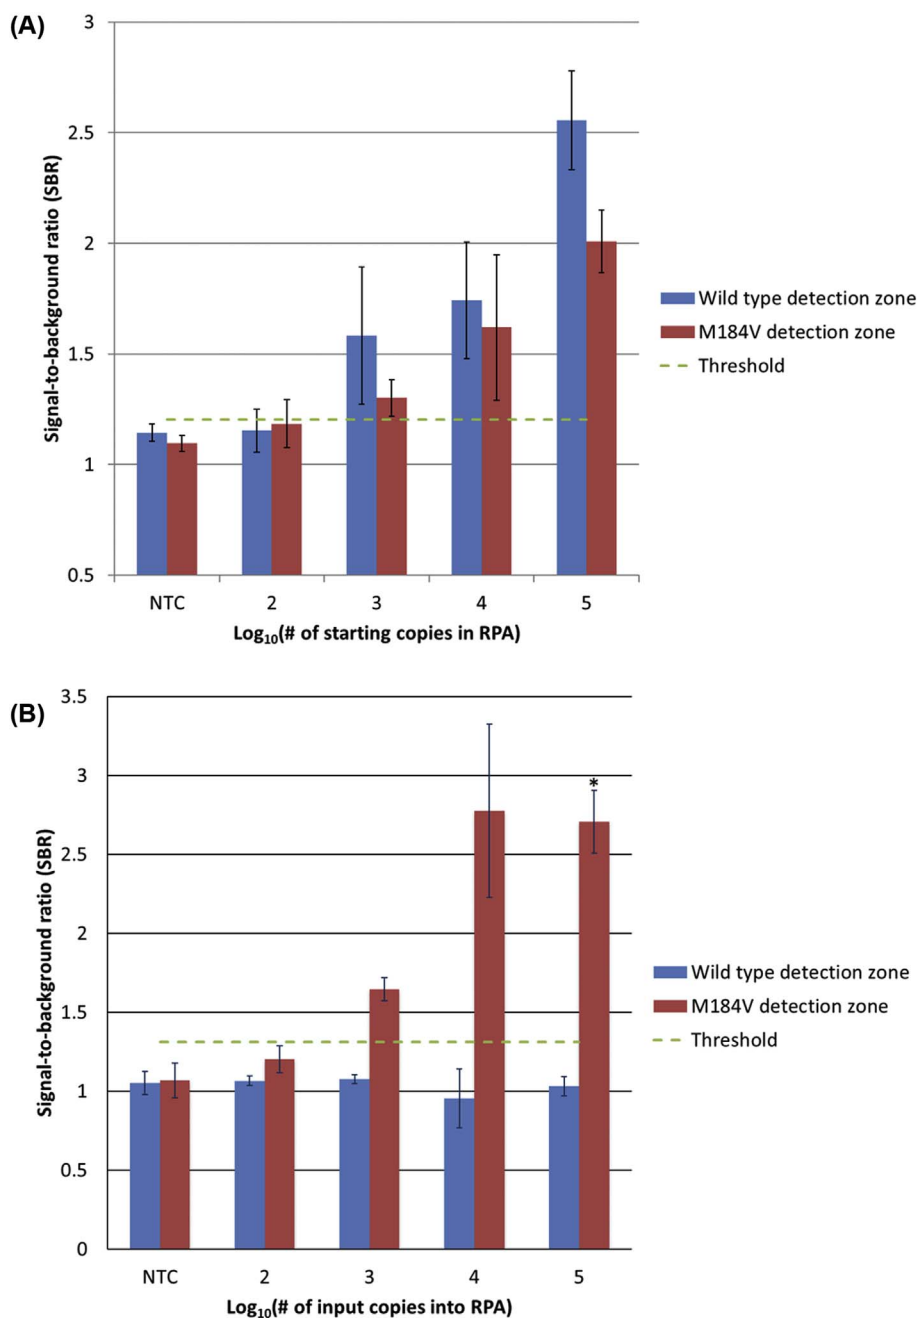 (A)
3
2.5
2
1.5
1
0.5
Signal-to-background ratio (SBR)
NTC 2 3 4 5
Log₁₀(# of starting copies in RPA)
Wild type detection zone
M184V detection zone
Threshold
(B)
3.5
3
2.5
2
1.5
1
0.5
0
Signal-to-background ratio (SBR)
*
NTC 2 3 4 5
Log₁₀(# of input copies into RPA)
Wild type detection zone
M184V detection zone
Threshold